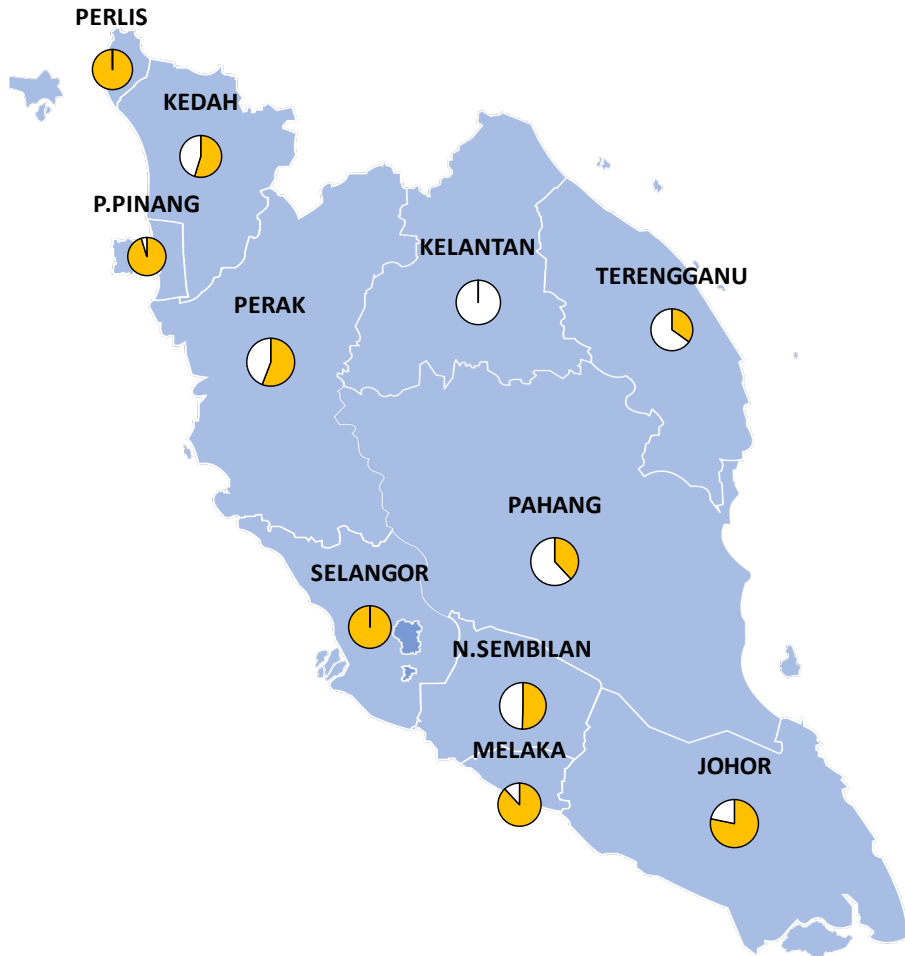 PERLIS
KEDAH
P.PINANG
KELANTAN
TERENGGANU
PERAK
PAHANG
SELANGOR
N.SEMBILAN
MELAKA
JOHOR